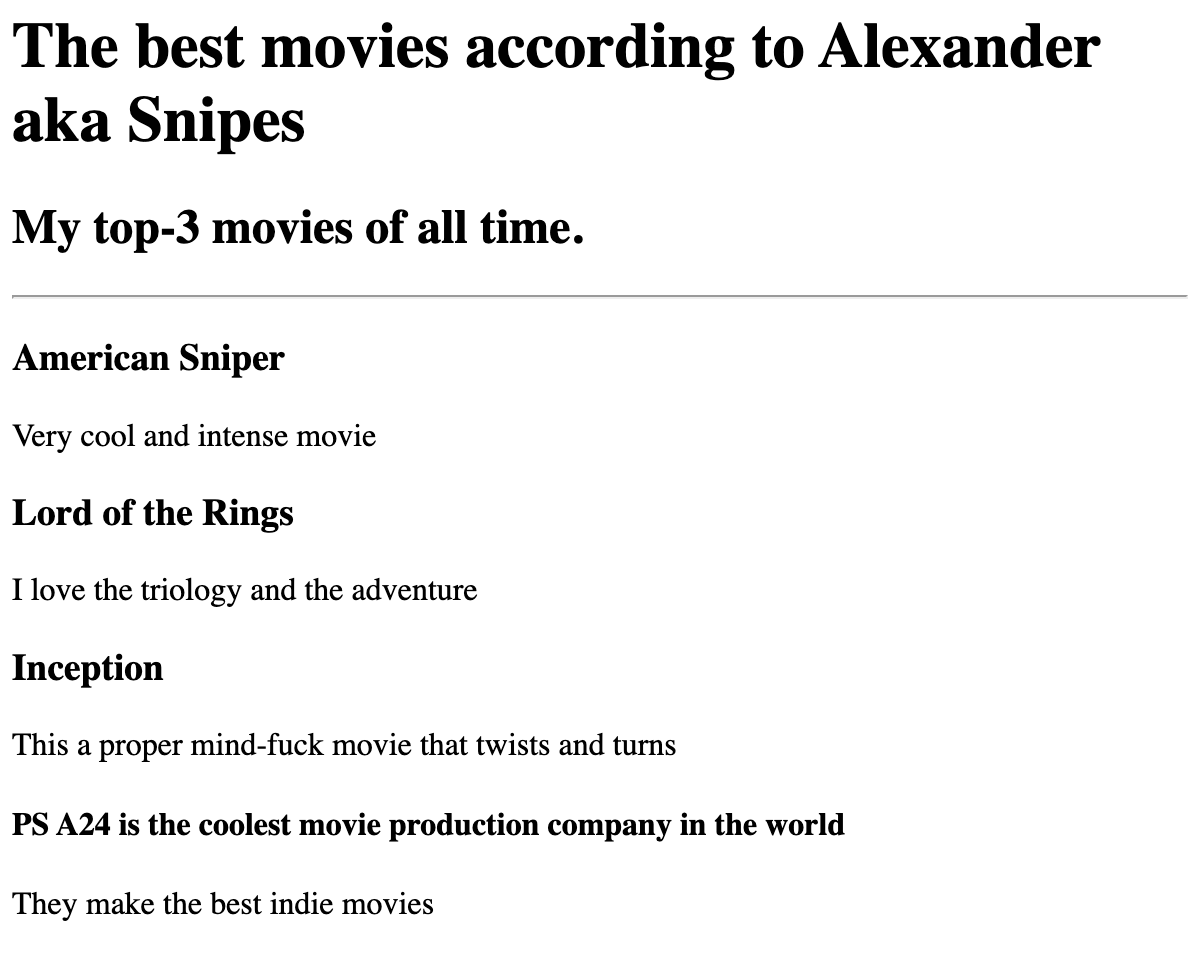 The best movies according to Alexander
aka Snipes
My top-3 movies of all time.
American Sniper
Very cool and intense movie
Lord of the Rings
I love the triology and the adventure
Inception
This a proper mind-fuck movie that twists and turns
PS A24 is the coolest movie production company in the world
They make the best indie movies